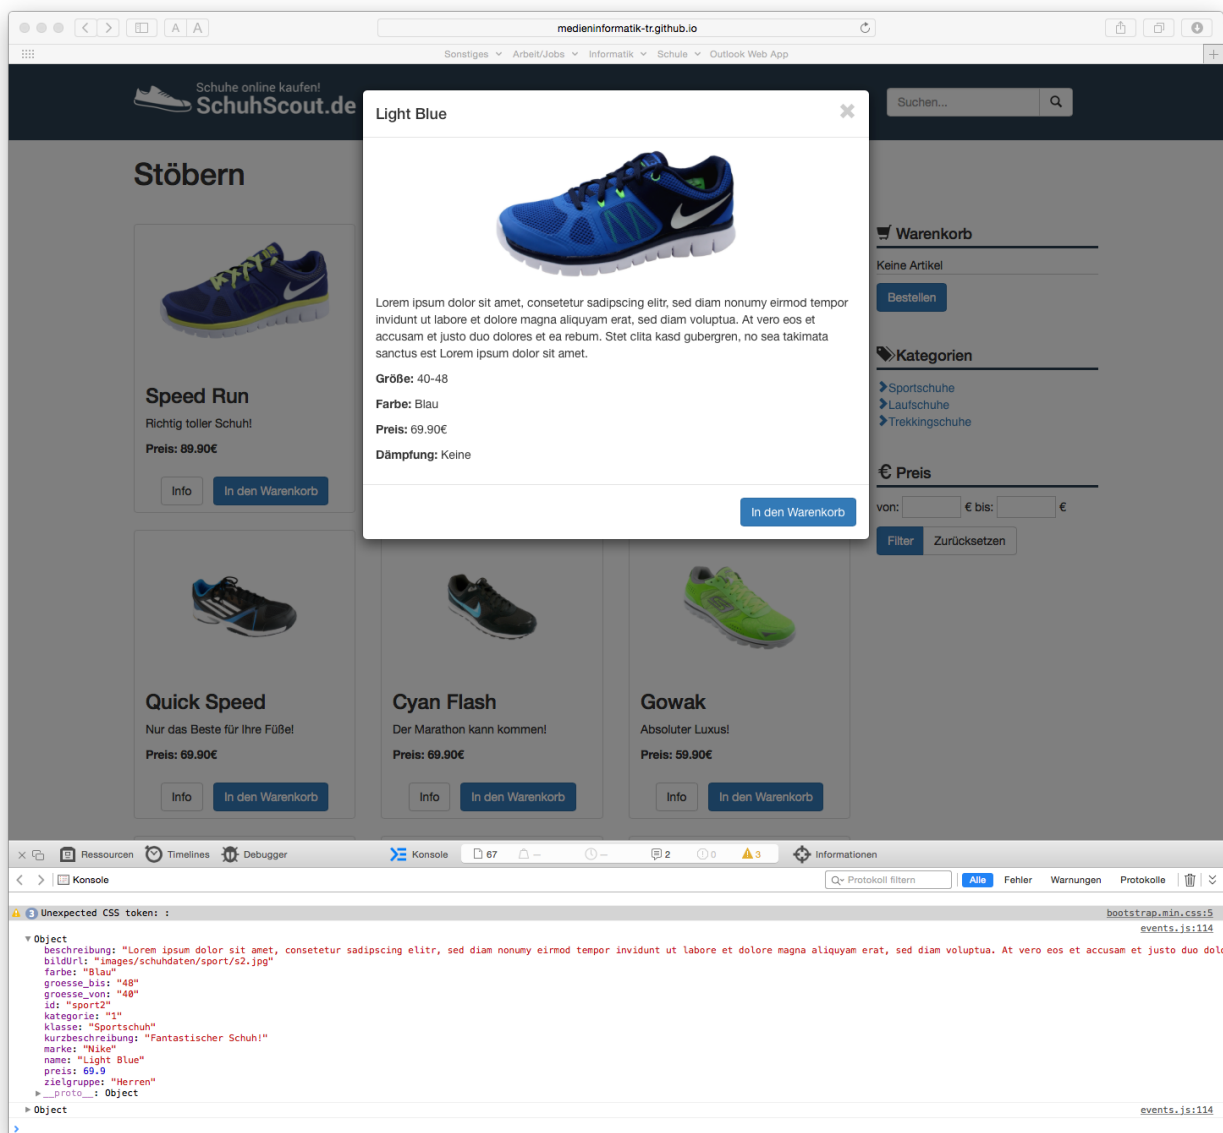 A A
medieninformatik-tr.github.io
Sonstiges Arbeit/Jobs Informatik Schule Outlook Web App
Schuhe online kaufen!
SchuhScout.de
Suchen...
Light Blue
Stöbern
Lorem ipsum dolor sit amet, consetetur sadipscing elitr, sed diam nonumy eirmod tempor
invidunt ut labore et dolore magna aliquyam erat, sed diam voluptua. At vero eos et
accusam et justo duo dolores et ea rebum. Stet clita kasd gubergren, no sea takimata
sanctus est Lorem ipsum dolor sit amet.
Größe: 40-48
Farbe: Blau
Preis: 69.90€
Dämpfung: Keine
In den Warenkorb
Speed Run
Richtig toller Schuh!
Preis: 89.90€
Info In den Warenkorb
Warenkorb
Keine Artikel
Bestellen
Kategorien
Sportschuhe
Laufschuhe
Trekkingschuhe
€ Preis
von: € bis: €
Filter Zurücksetzen
Quick Speed
Nur das Beste für Ihre Füße!
Preis: 69.90€
Info In den Warenkorb
Cyan Flash
Der Marathon kann kommen!
Preis: 69.90€
Info In den Warenkorb
Gowak
Absoluter Luxus!
Preis: 59.90€
Info In den Warenkorb
Ressourcen Timelines Debugger Konsole 67 — — 2 0 3 Informationen
Konsole Protokoll filtern Alle Fehler Warnungen Protokolle
3 Unexpected CSS token: : bootstrap.min.css:5
events.js:114
Object
beschreibung: "Lorem ipsum dolor sit amet, consetetur sadipscing elitr, sed diam nonumy eirmod tempor invidunt ut labore et dolore magna aliquyam erat, sed diam voluptua. At vero eos et accusam et justo duo dolo
bildUrl: "images/schuhdaten/sport/s2.jpg"
farbe: "Blau"
groesse_bis: "48"
groesse_von: "40"
id: "sport2"
kategorie: "1"
klasse: "Sportschuh"
kurzbeschreibung: "Fantastischer Schuh!"
marke: "Nike"
name: "Light Blue"
preis: 69.9
zielgruppe: "Herren"
__proto__: Object
Object events.js:114